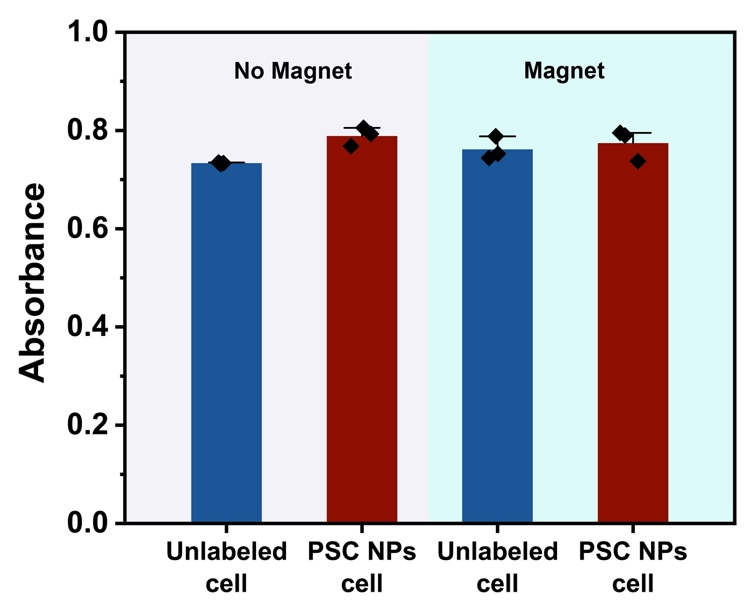 No Magnet
Magnet
Absorbance
1.0
0.8
0.6
0.4
0.2
0.0
Unlabeled
cell
PSC NPs
cell
Unlabeled
cell
PSC NPs
cell